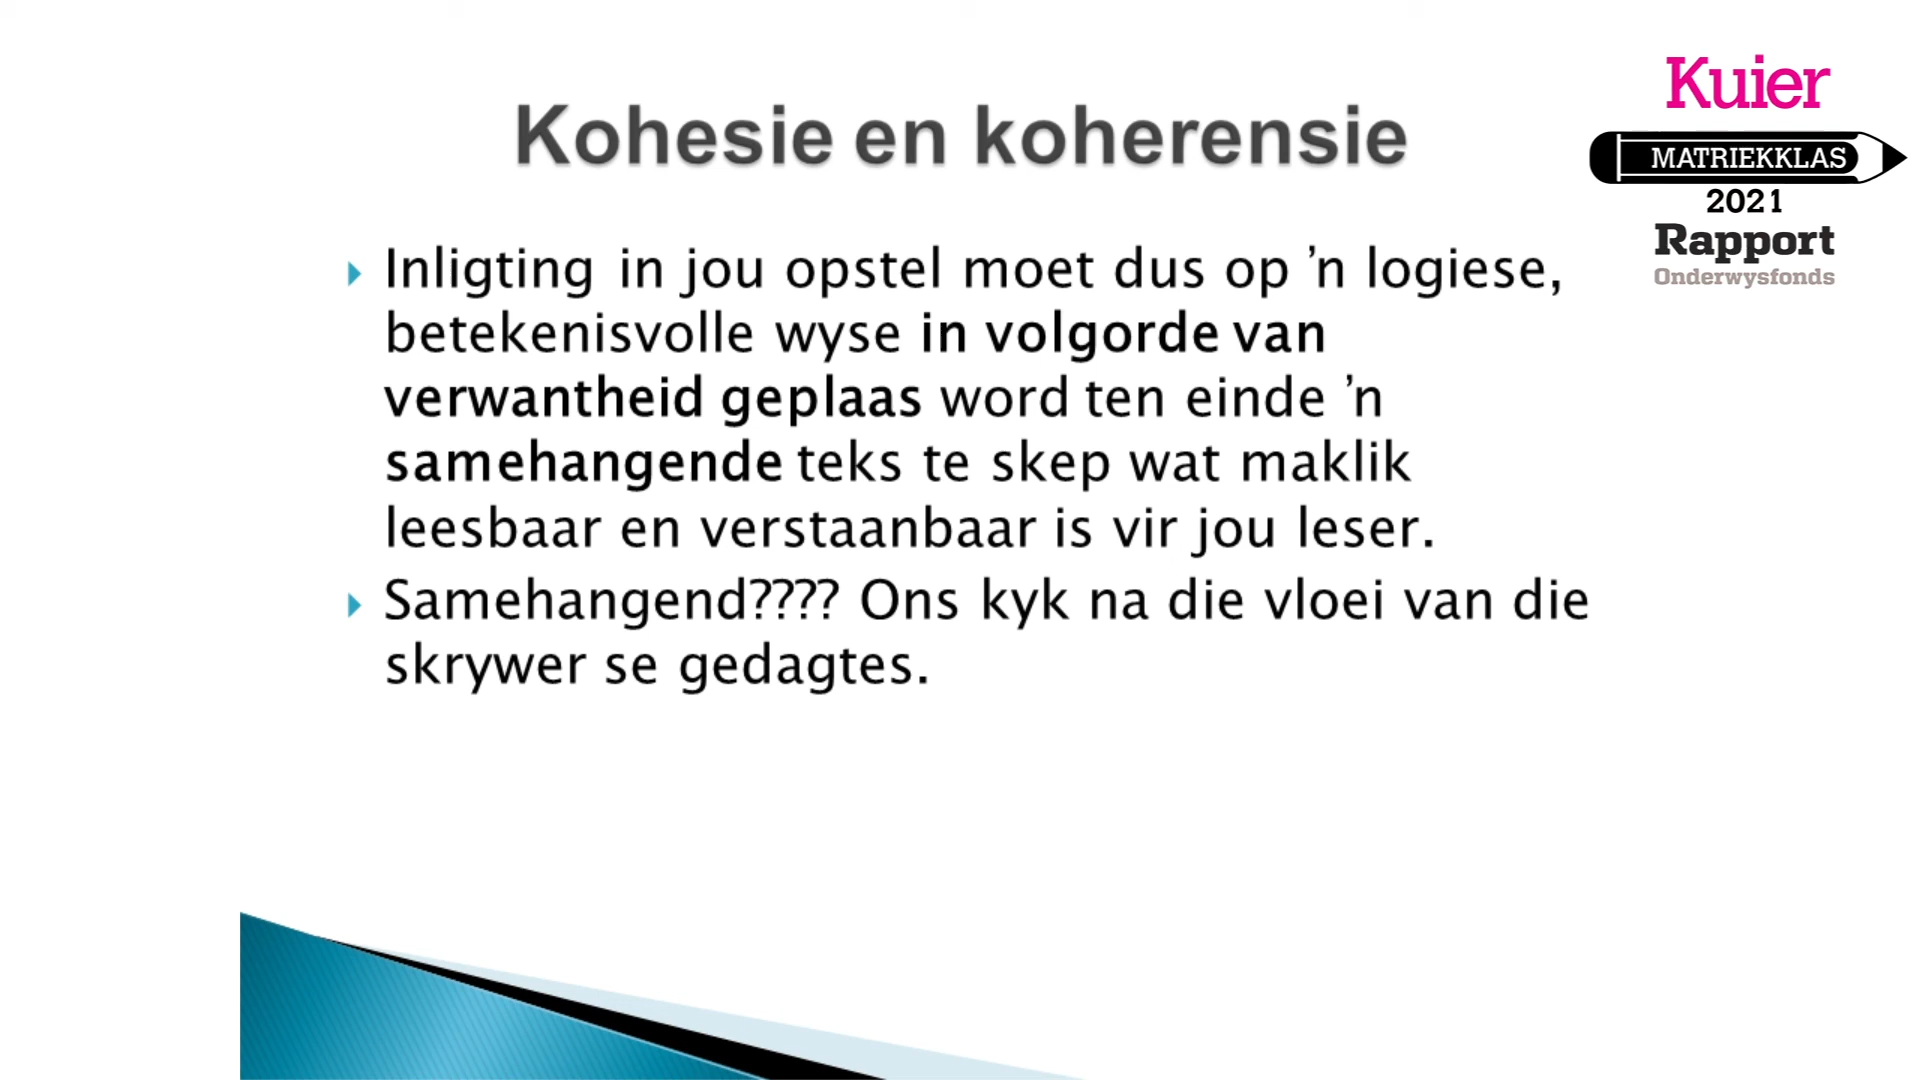 Kohesie en koherensie
Kuier
MATRIEKKLAS
2021
Rapport
Onderwysfonds
Inligting in jou opstel moet dus op ’n logiese,
betekenisvolle wyse in volgorde van
verwantheid geplaas word ten einde ’n
samehangende teks te skep wat maklik
leesbaar en verstaanbaar is vir jou leser.
Samehangend???? Ons kyk na die vloei van die
skrywer se gedagtes.